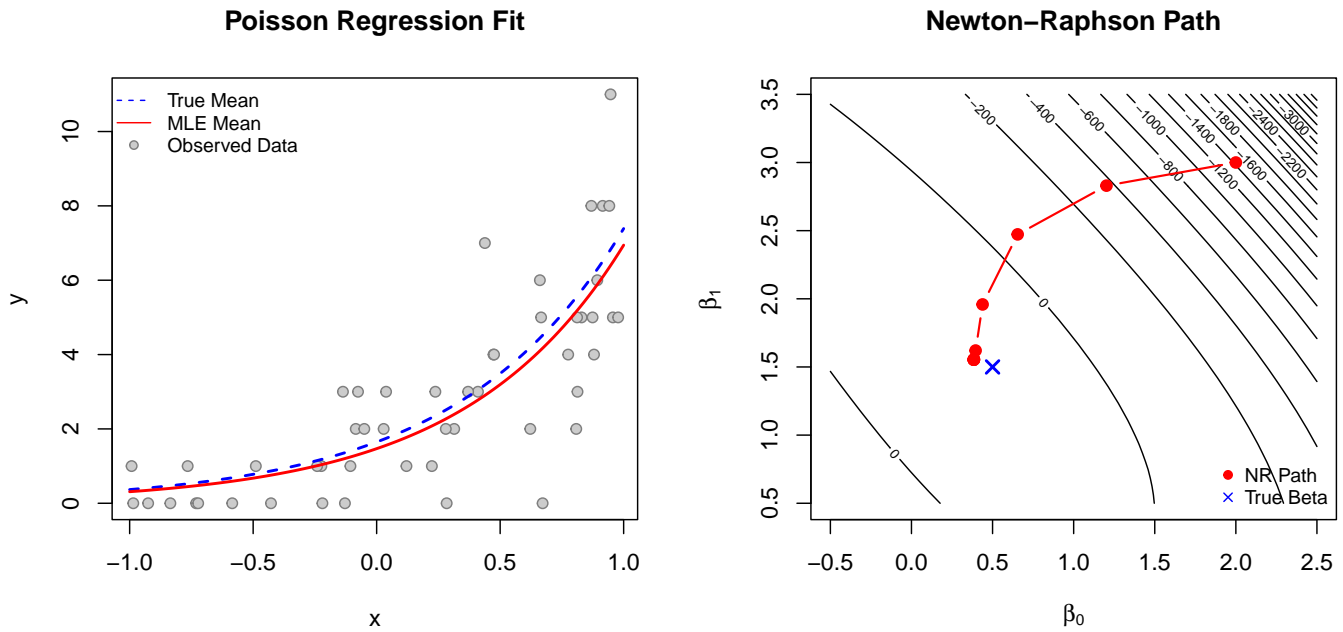 Poisson Regression Fit
True Mean
MLE Mean
Observed Data
10
8
6
4
2
0
y
−1.0 −0.5 0.0 0.5 1.0
x
Newton−Raphson Path
3.5
3.0
2.5
2.0
1.5
1.0
0.5
β1
−200
−400
−600
−800
−1000
−1200
−1400
−1600
−1800
−2200
−2400
−3000
0
0
NR Path
True Beta
−0.5 0.0 0.5 1.0 1.5 2.0 2.5
β0